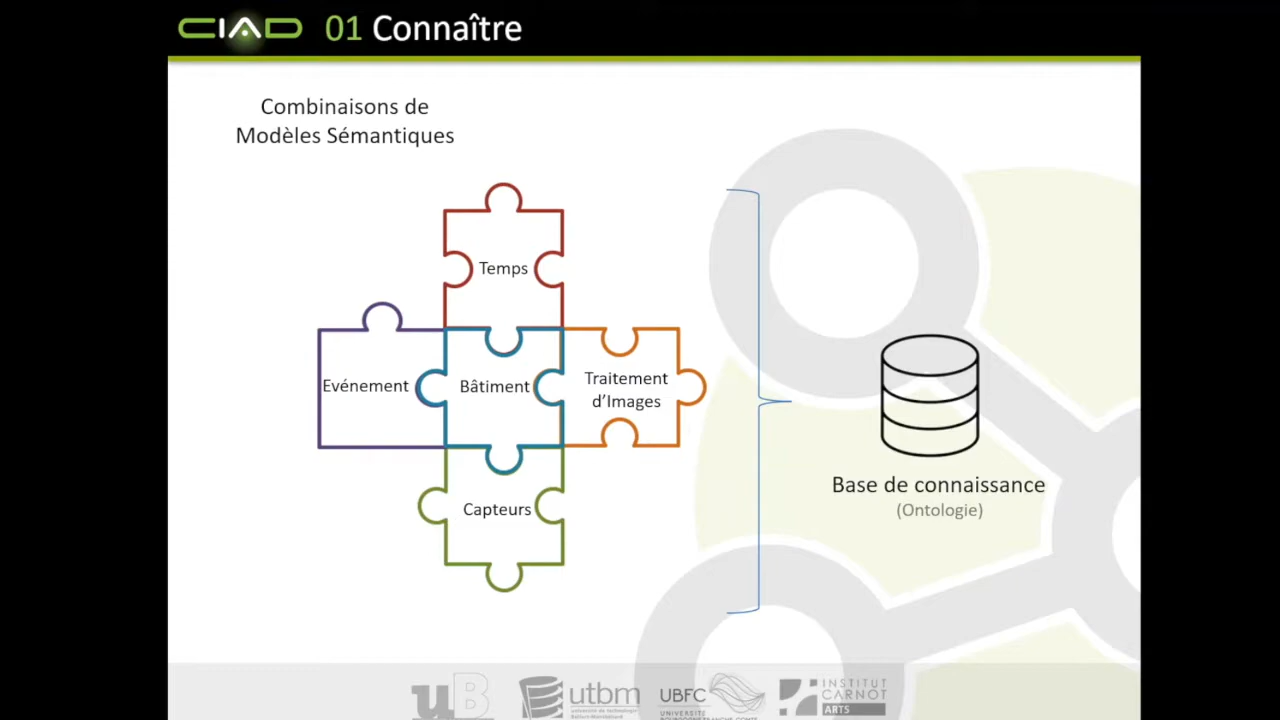 CIAD 01 Connaître
Combinaisons de
Modèles Sémantiques
Temps
Evénement
Bâtiment
Traitement
d'Images
Capteurs
Base de connaissance
(Ontologie)
uB
utbm
UBFC
INSTITUT
CARNOT
ARTS